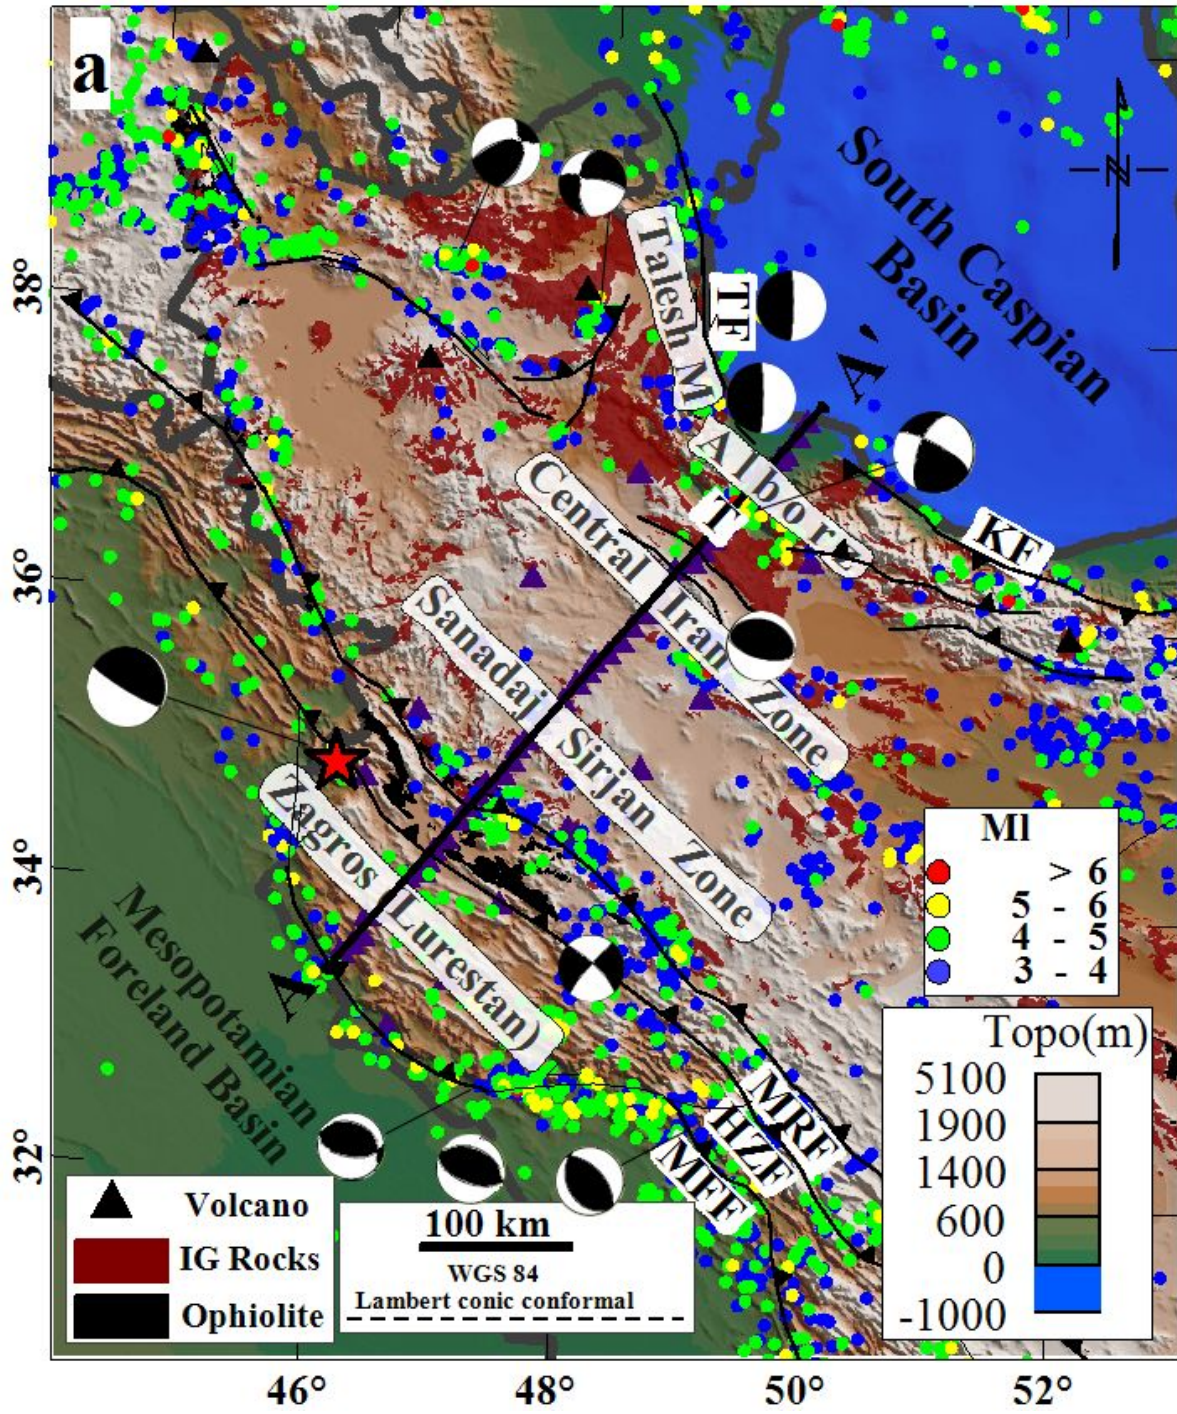 a
South Caspian
Basin
Talesh M
TF
A'
Alborz
T
KF
Central Iran Zone
Sanadaj Sirjan Zone
Zagros Lurestan)
A
Mesopotamian
Foreland Basin
MRF
HZF
MFF
38°
36°
34°
32°
Ml
> 6
5 - 6
4 - 5
3 - 4
Topo(m)
5100
1900
1400
600
0
-1000
Volcano
IG Rocks
Ophiolite
100 km
WGS 84
Lambert conic conformal
46°
48°
50°
52°